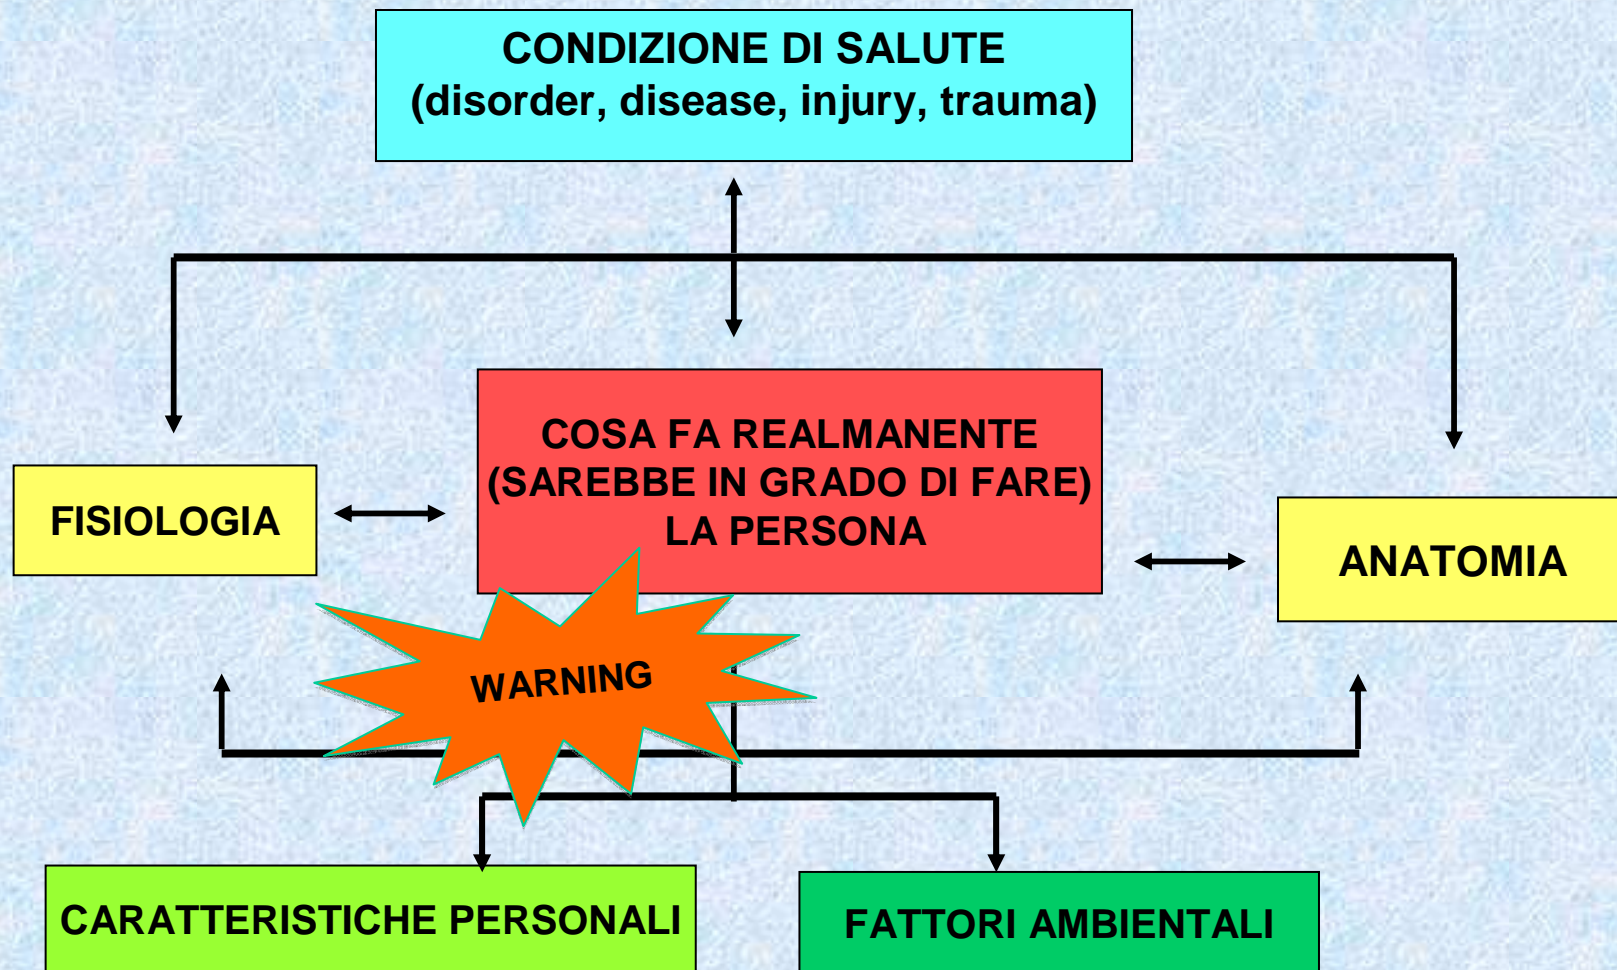 CONDIZIONE DI SALUTE
(disorder, disease, injury, trauma)
COSA FA REALMANENTE
(SAREBBE IN GRADO DI FARE)
LA PERSONA
FISIOLOGIA
ANATOMIA
WARNING
CARATTERISTICHE PERSONALI
FATTORI AMBIENTALI